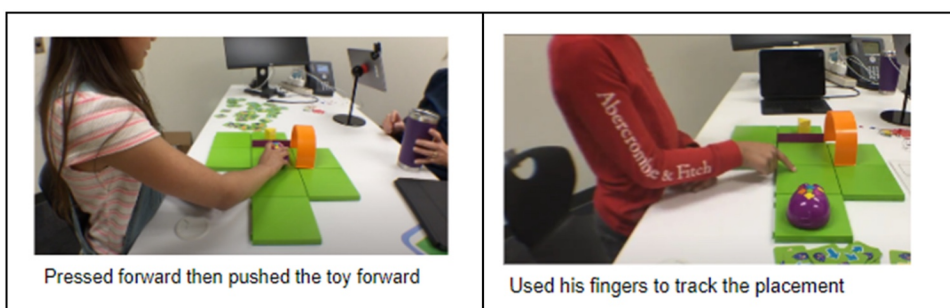 Abercrombie & Fitch
Pressed forward then pushed the toy forward
Used his fingers to track the placement